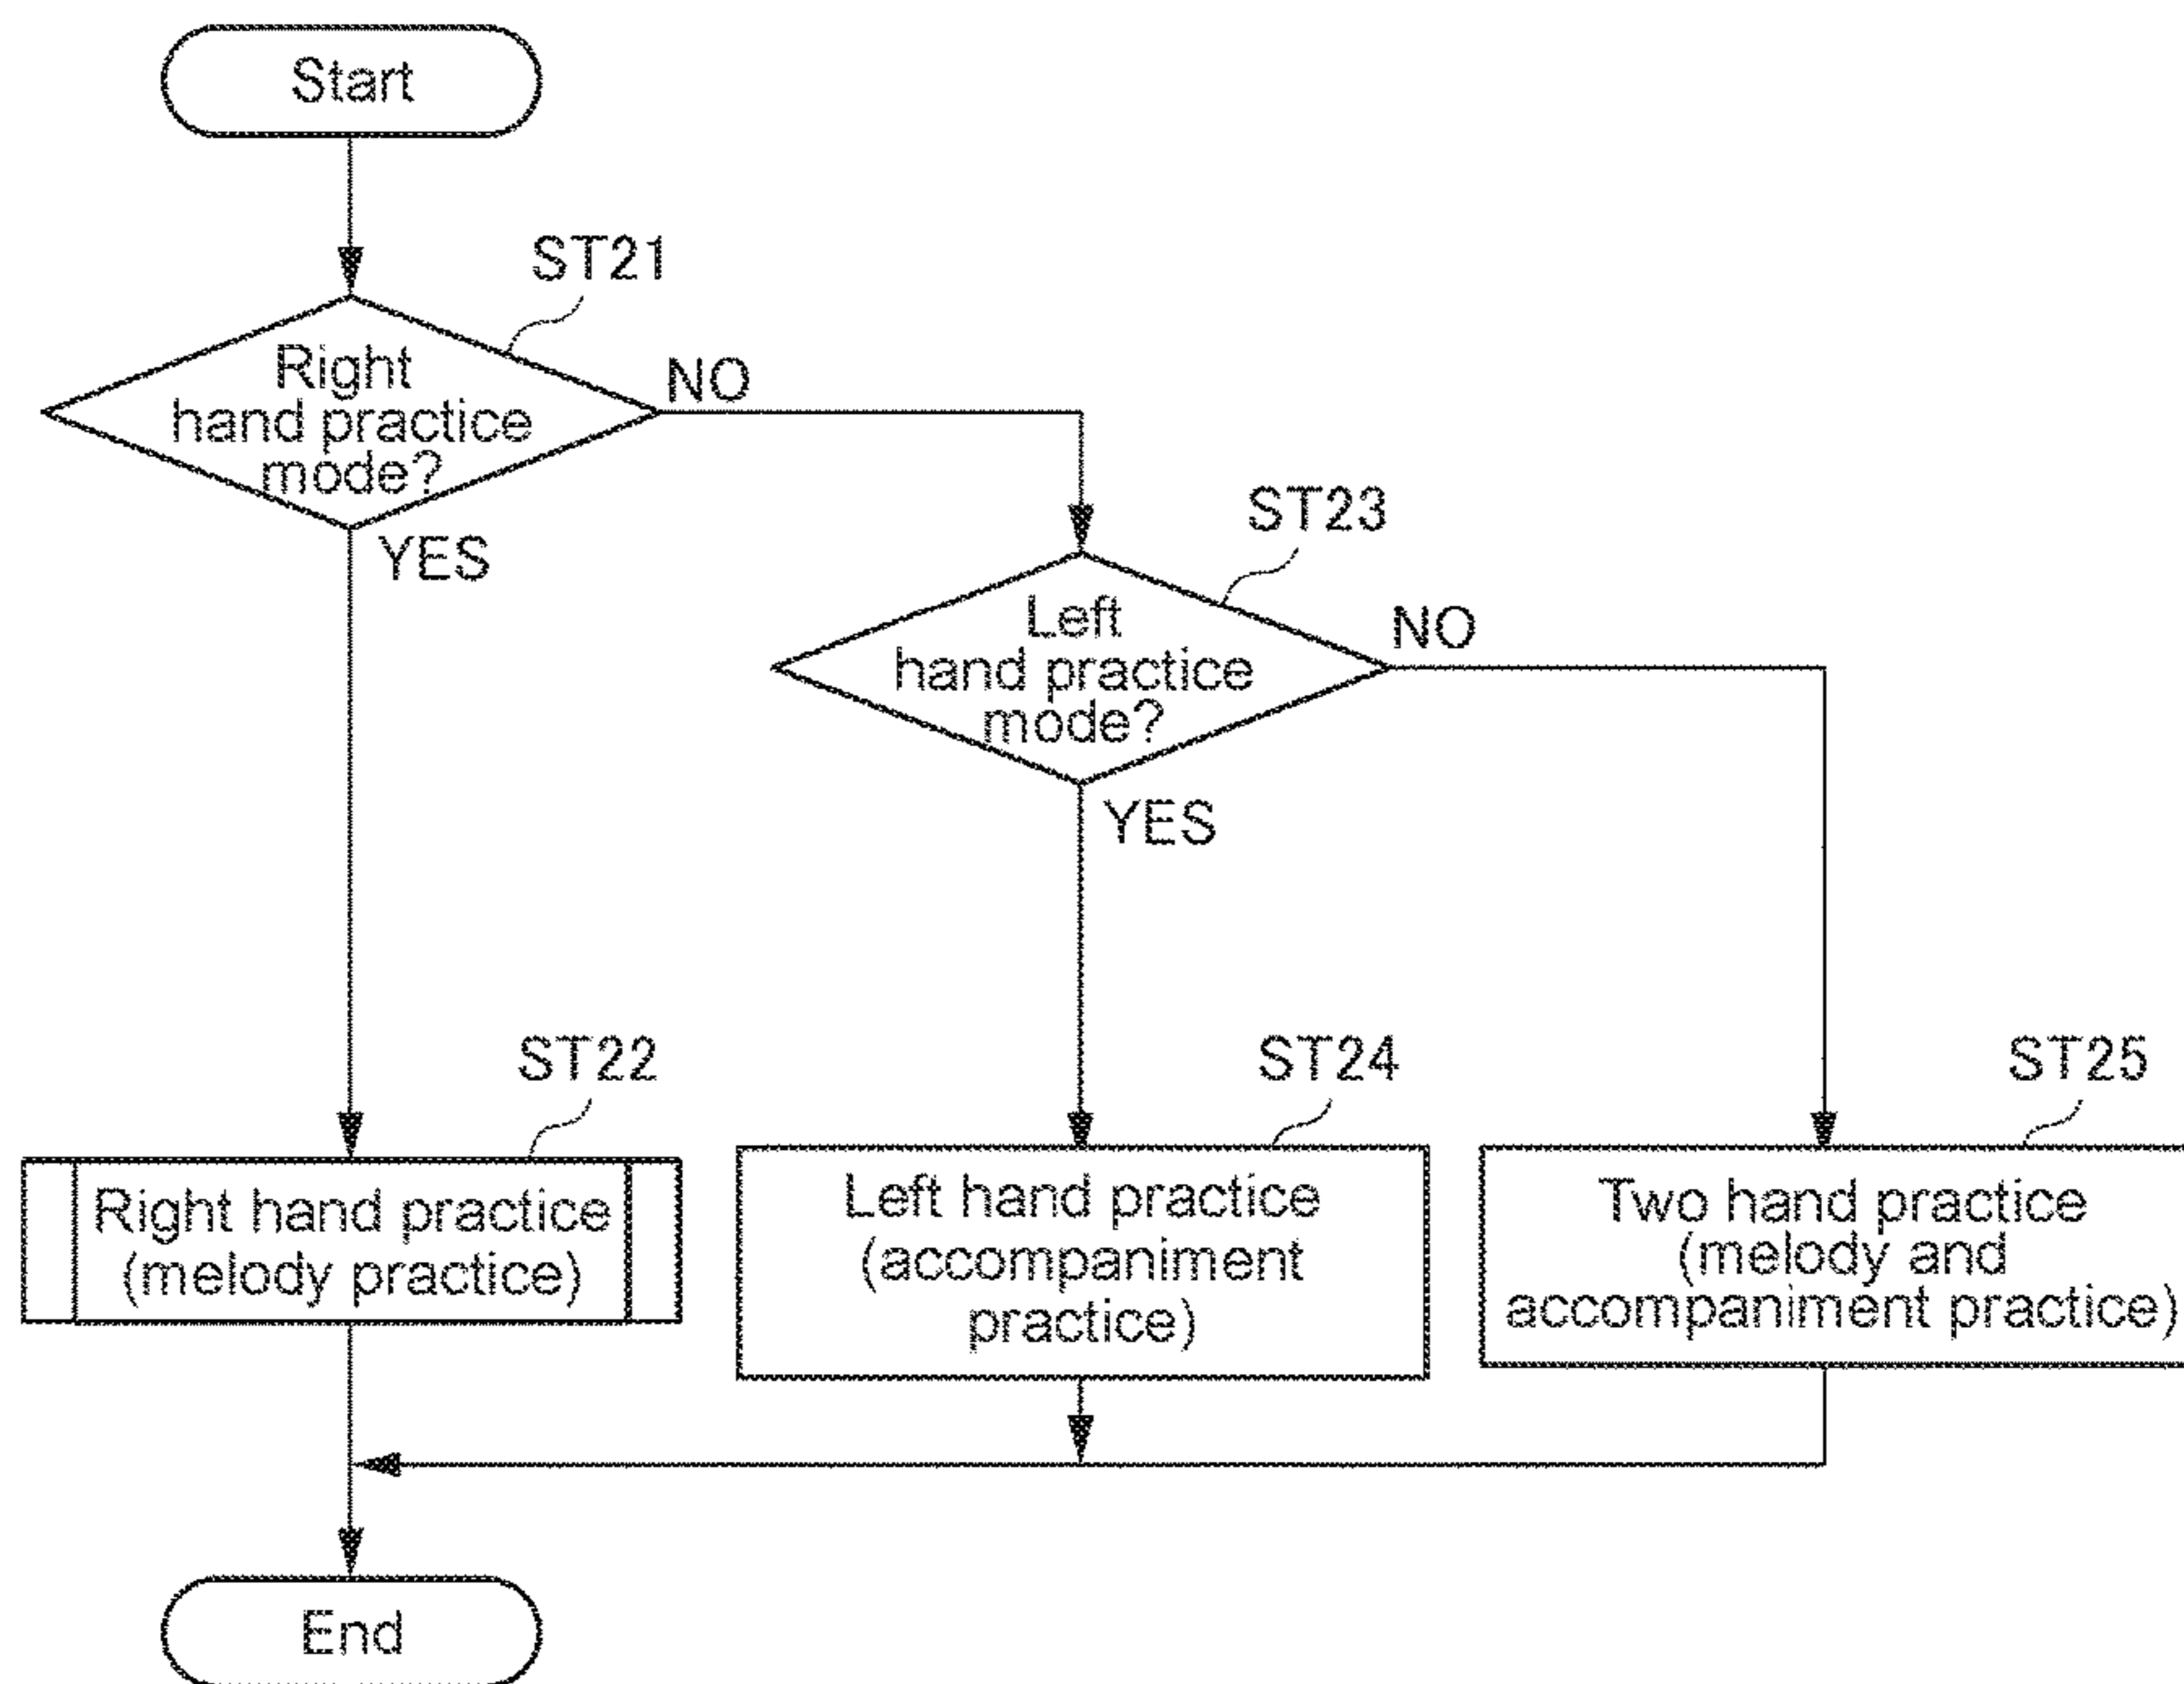 Start
ST21
Right
hand practice
mode?
NO
YES
ST23
Left
hand practice
mode?
NO
YES
ST22
Right hand practice
(melody practice)
ST24
Left hand practice
(accompaniment
practice)
ST25
Two hand practice
(melody and
accompaniment practice)
End